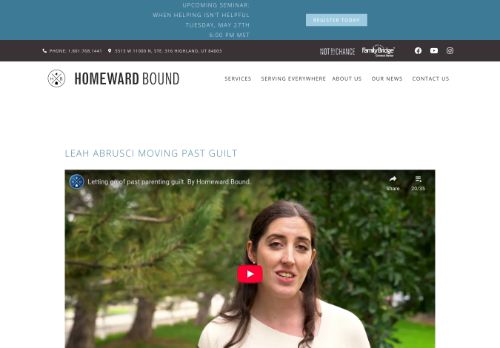 UPCOMING SEMINAR:
WHEN HELPING ISN'T HELPFUL
TUESDAY, MAY 27TH
6:00 PM MST
REGISTER TODAY
PHONE: 1.801.768.1441 5513 W 11000 N, STE. 316 HIGHLAND, UT 84003
NOT BY CHANCE FamilyBridge
HOMEWARD BOUND
SERVICES SERVING EVERYWHERE ABOUT US OUR NEWS CONTACT US
LEAH ABRUSCI MOVING PAST GUILT
Letting go of past parenting guilt. By Homeward Bound.
Share 20/35